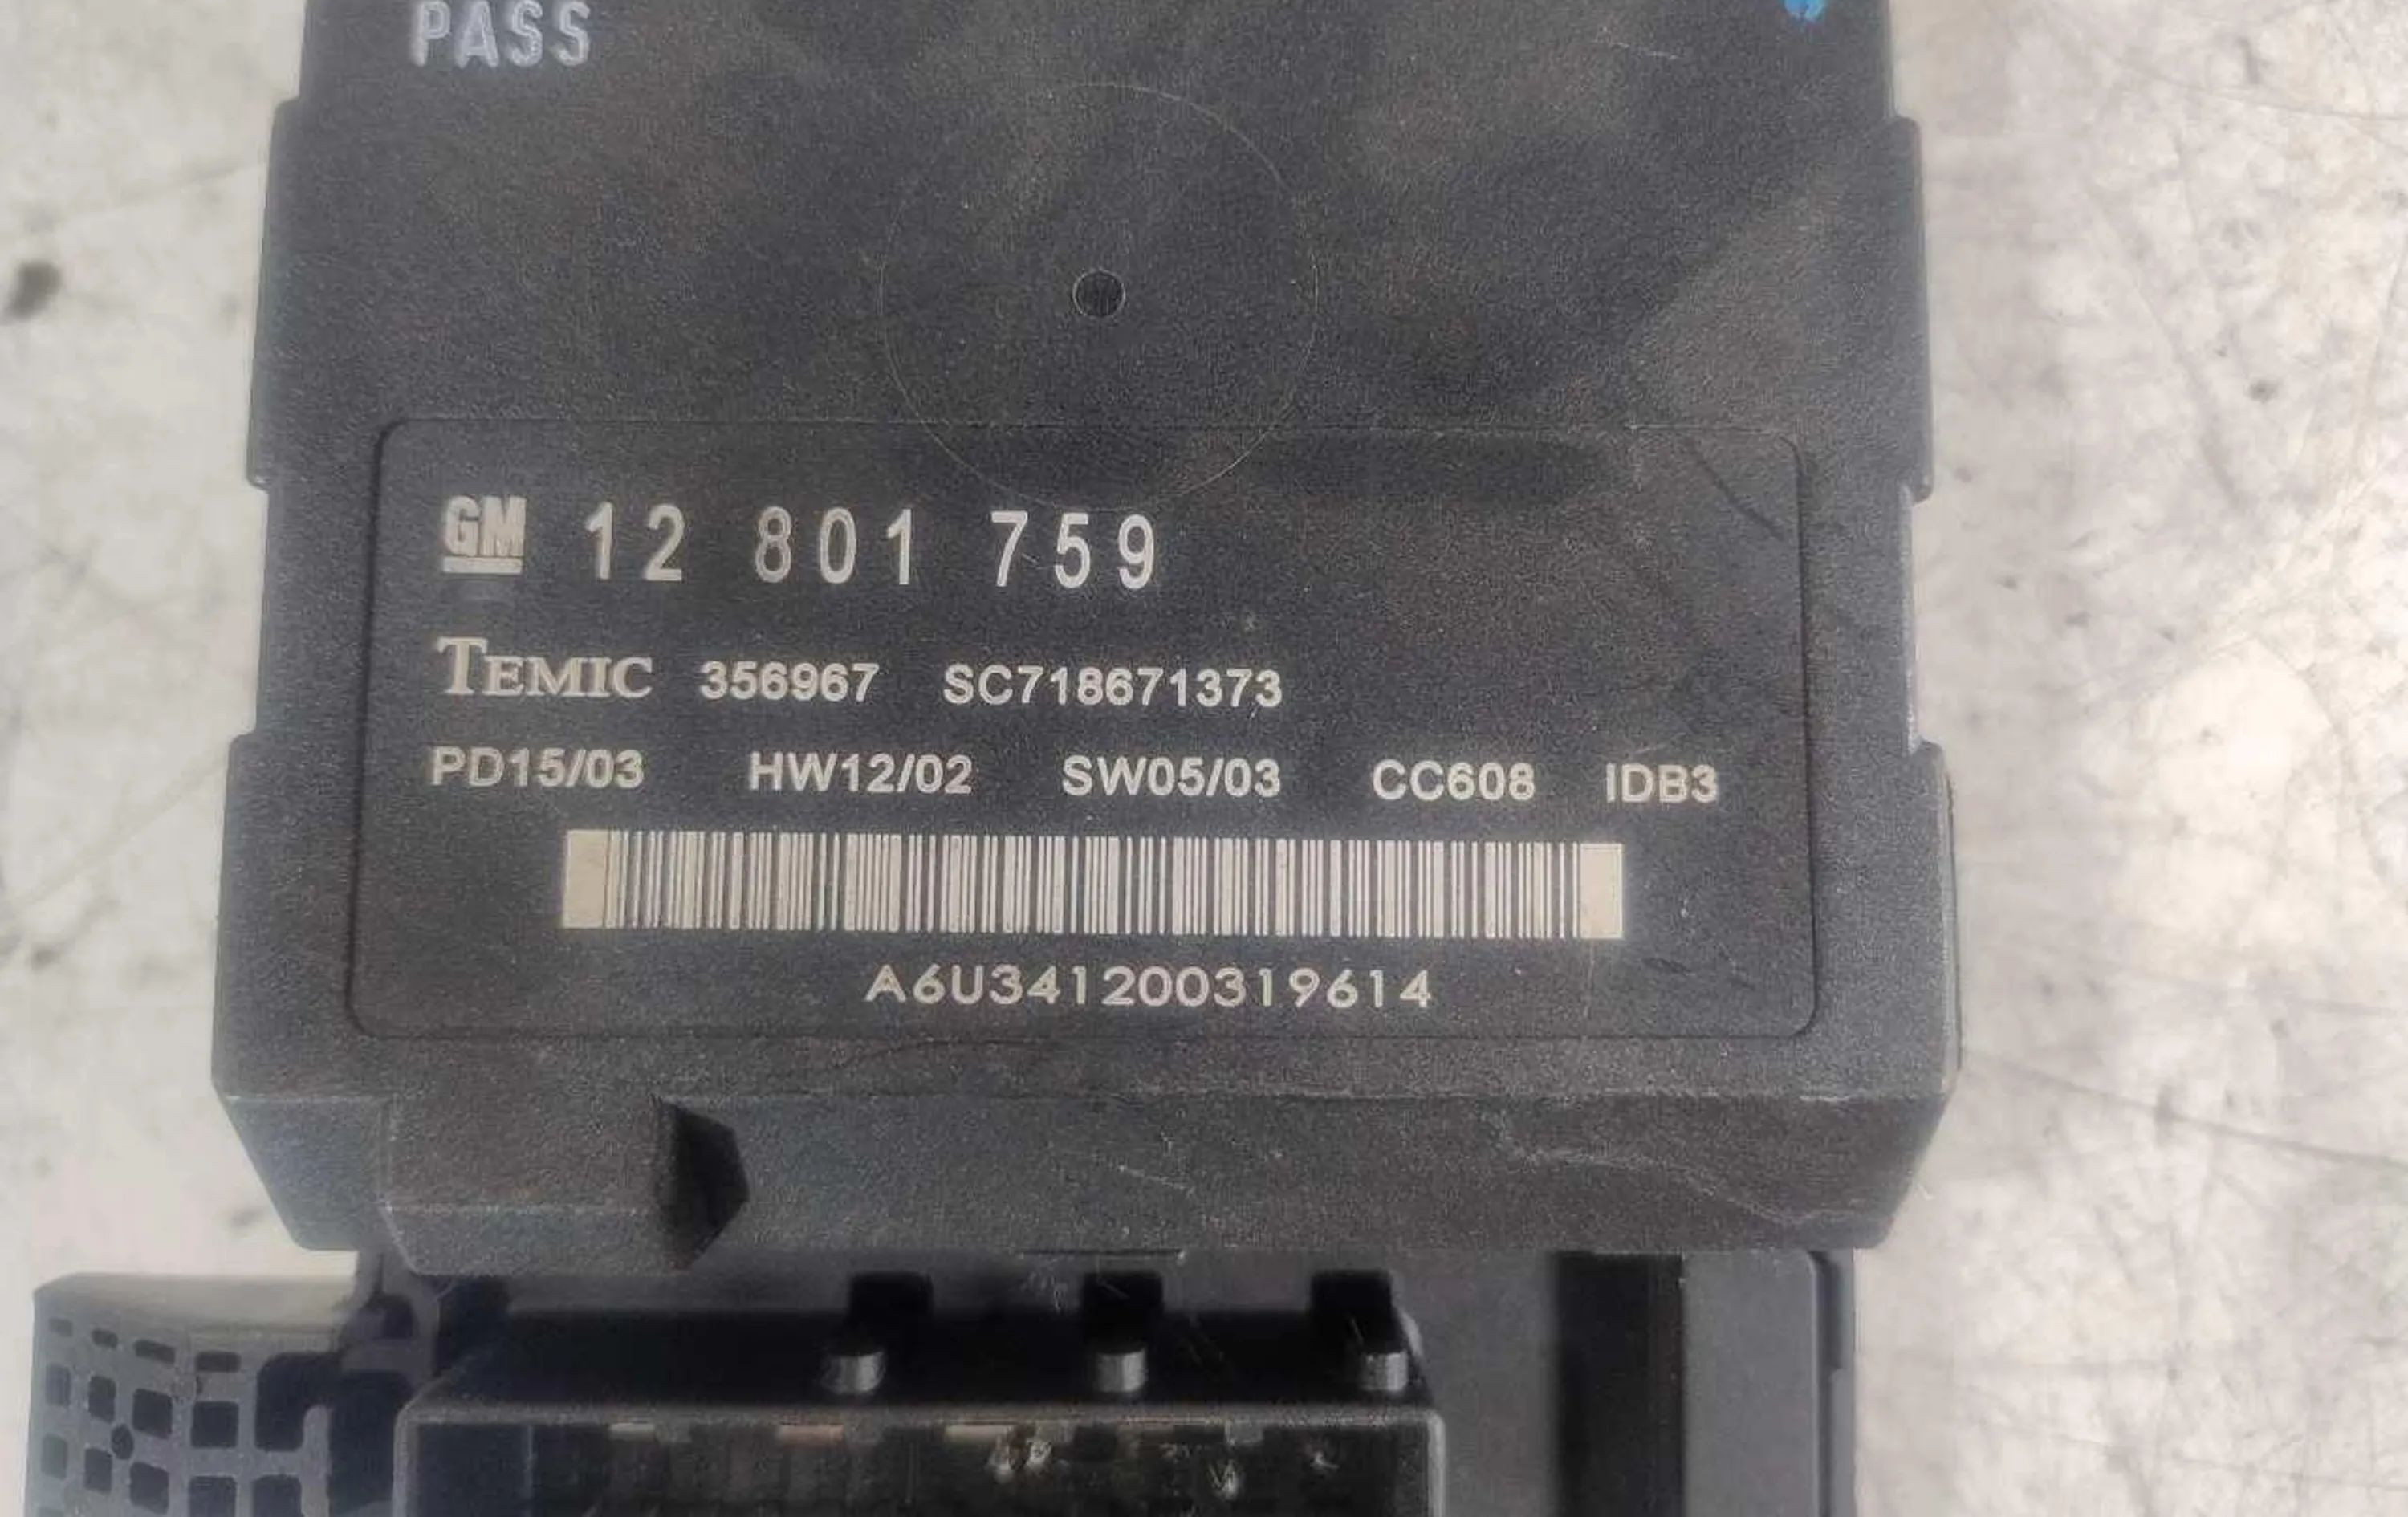 PASS
GM 12 801 759
TEMIC 356967 SC718671373
PD15/03 HW12/02 SW05/03 CC608 IDB3
A6U341200319614